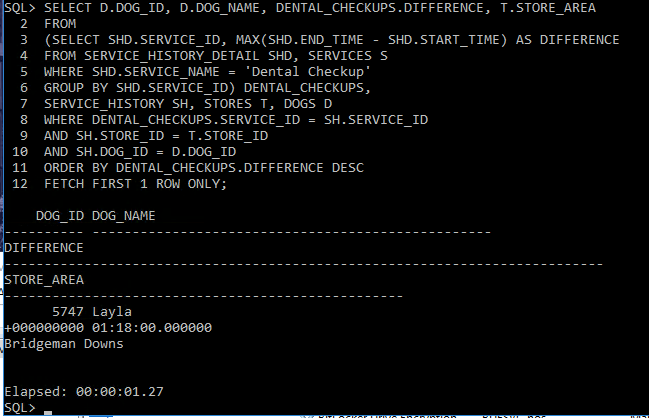 SQL> SELECT D.DOG_ID, D.DOG_NAME, DENTAL_CHECKUPS.DIFFERENCE, T.STORE_AREA
  2  FROM
  3  (SELECT SHD.SERVICE_ID, MAX(SHD.END_TIME - SHD.START_TIME) AS DIFFERENCE
  4  FROM SERVICE_HISTORY_DETAIL SHD, SERVICES S
  5  WHERE SHD.SERVICE_NAME = 'Dental Checkup'
  6  GROUP BY SHD.SERVICE_ID) DENTAL_CHECKUPS,
  7  SERVICE_HISTORY SH, STORES T, DOGS D
  8  WHERE DENTAL_CHECKUPS.SERVICE_ID = SH.SERVICE_ID
  9  AND SH.STORE_ID = T.STORE_ID
 10  AND SH.DOG_ID = D.DOG_ID
 11  ORDER BY DENTAL_CHECKUPS.DIFFERENCE DESC
 12  FETCH FIRST 1 ROW ONLY;

    DOG_ID DOG_NAME
---------- --------------------------------------------------
DIFFERENCE
---------------------------------------------------------------------------
STORE_AREA
--------------------------------------------------
      5747 Layla
+000000000 01:18:00.000000
Bridgeman Downs


Elapsed: 00:00:01.27
SQL>